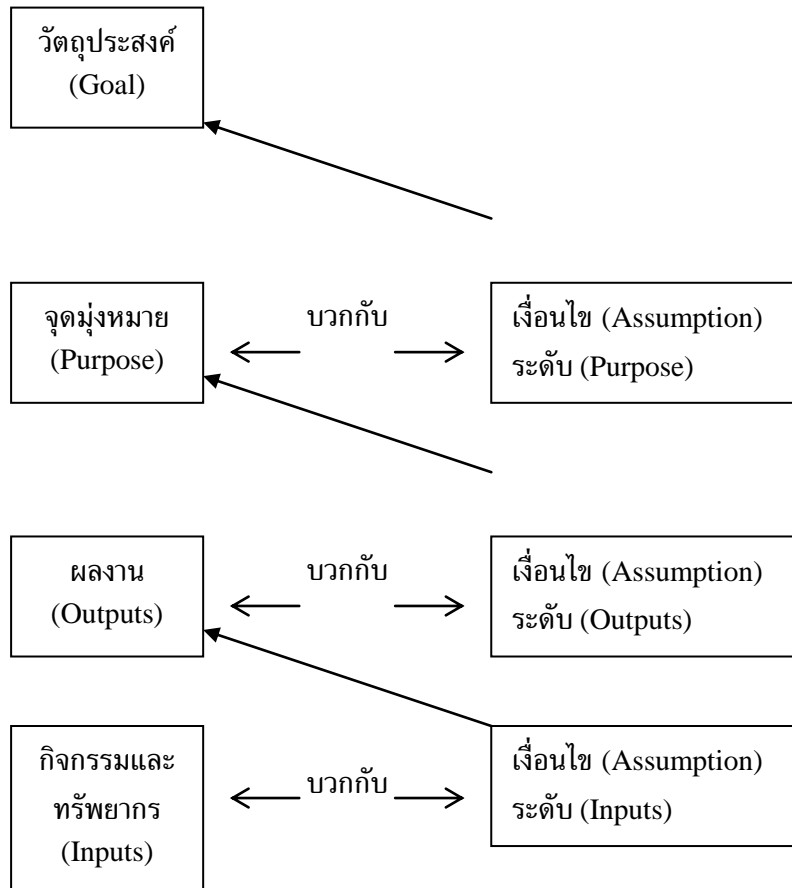 วัตถุประสงค์
(Goal)
จุดมุ่งหมาย
(Purpose)
บวกกับ
เงื่อนไข (Assumption)
ระดับ (Purpose)
ผลงาน
(Outputs)
บวกกับ
เงื่อนไข (Assumption)
ระดับ (Outputs)
กิจกรรมและ
ทรัพยากร
(Inputs)
บวกกับ
เงื่อนไข (Assumption)
ระดับ (Inputs)